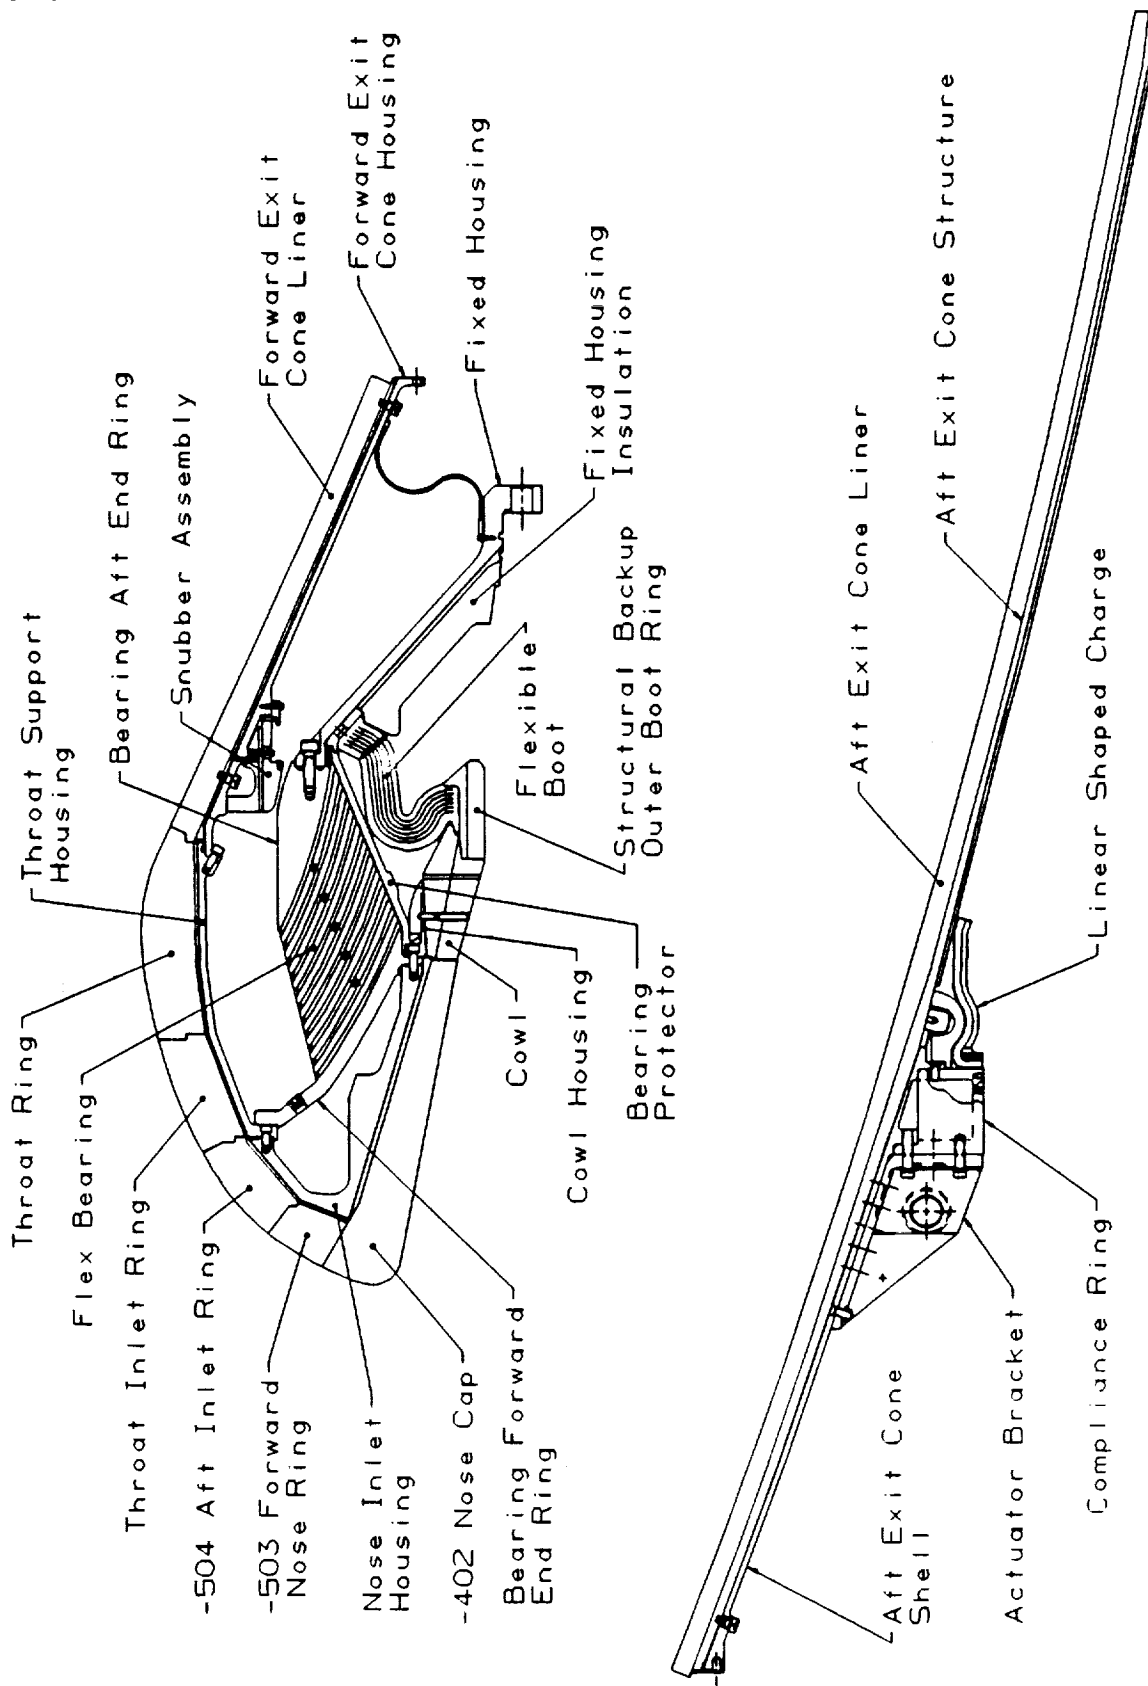 Throat Ring
Flex Bearing
Throat Inlet Ring
-504 Aft Inlet Ring
-503 Forward
Nose Ring
Nose Inlet
Housing
-402 Nose Cap
Bearing Forward
End Ring
Throat Support
Housing
Bearing Aft End Ring
Snubber Assembly
Forward Exit
Cone Liner
Forward Exit
Cone Housing
Fixed Housing
Fixed Housing
Insulation
Flexible
Boot
Structural Backup
Outer Boot Ring
Cowl
Cowl Housing
Bearing
Protector
Aft Exit Cone Liner
Aft Exit Cone Structure
Linear Shaped Charge
Aft Exit Cone
Shell
Actuator Bracket
Compliance Ring